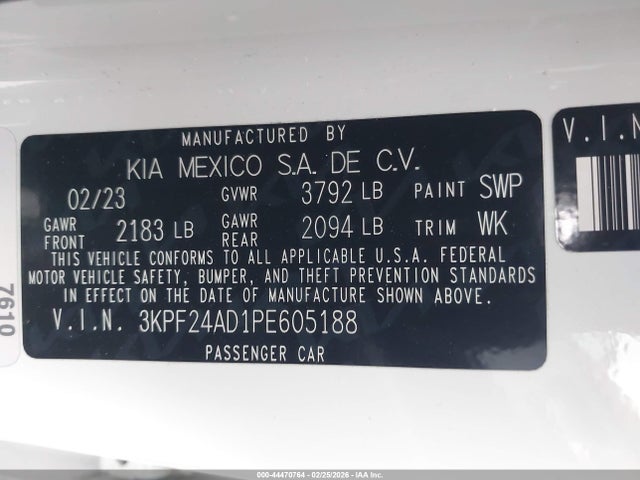 MANUFACTURED BY
KIA MEXICO S.A. DE C.V.
02/23 GVWR 3792 LB PAINT SWP
GAWR FRONT 2183 LB GAWR REAR 2094 LB TRIM WK
THIS VEHICLE CONFORMS TO ALL APPLICABLE U.S.A. FEDERAL
MOTOR VEHICLE SAFETY, BUMPER, AND THEFT PREVENTION STANDARDS
IN EFFECT ON THE DATE OF MANUFACTURE SHOWN ABOVE.
V.I.N. 3KPF24AD1PE605188
PASSENGER CAR
V.I.N
7610
000-44470764 - 02/25/2026 - IAA Inc.